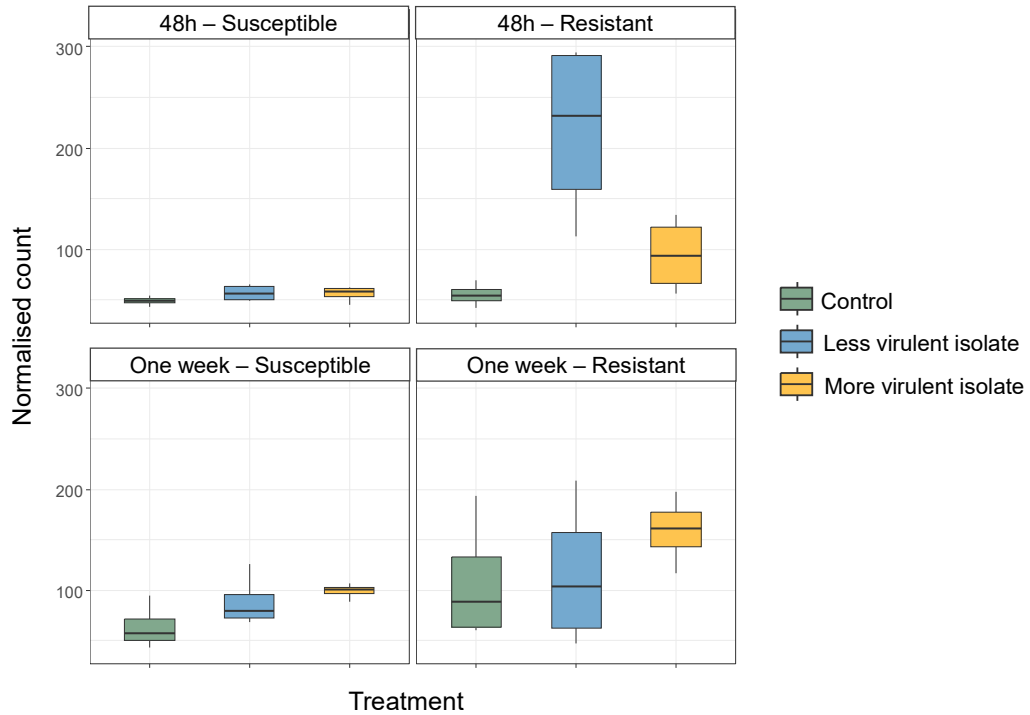 48h – Susceptible
48h – Resistant
300
200
100
One week – Susceptible
One week – Resistant
300
200
100
Normalised count
Treatment
Control
Less virulent isolate
More virulent isolate